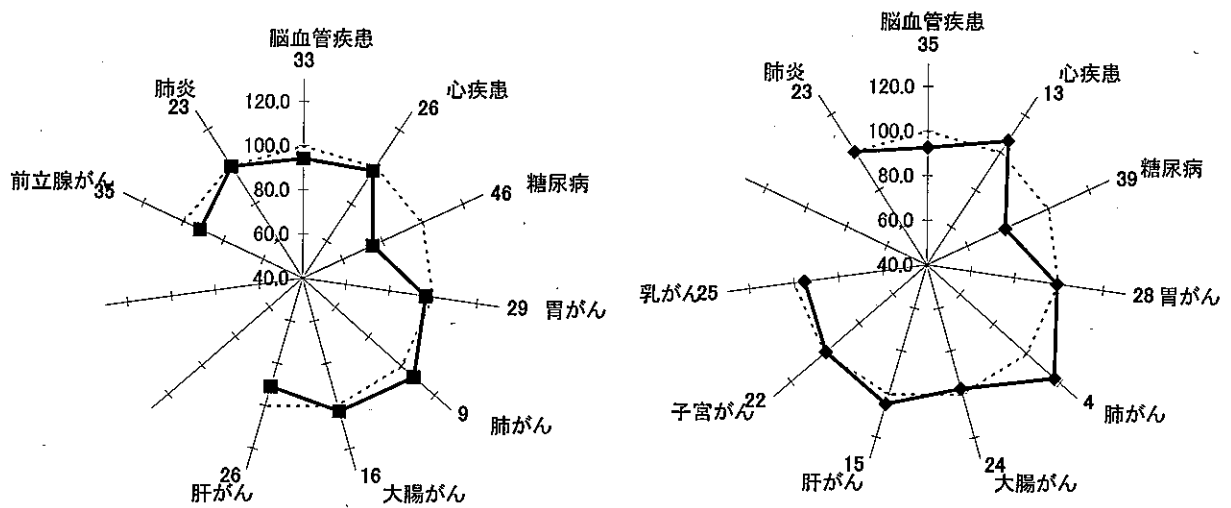 脳血管疾患
33
心疾患
26
糖尿病
46
胃がん
29
肺がん
9
大腸がん
16
肝がん
26
前立腺がん
35
肺炎
23
120.0
100.0
80.0
60.0
40.0
脳血管疾患
35
心疾患
13
糖尿病
39
胃がん
28
肺がん
4
大腸がん
24
肝がん
15
子宮がん
22
乳がん
25
肺炎
23
120.0
100.0
80.0
60.0
40.0